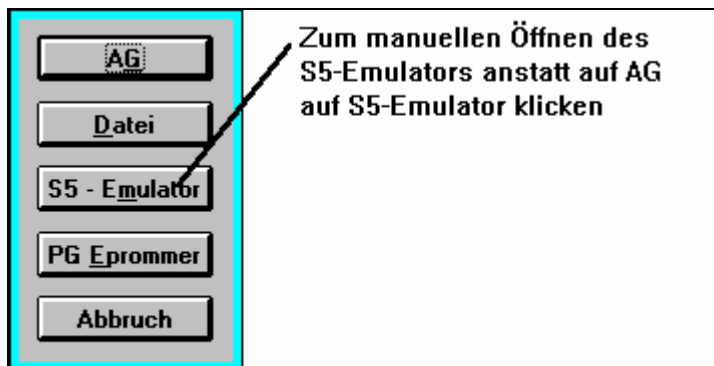 AG
Datei
S5 - Emulator
PG Eprommer
Abbruch
Zum manuellen Öffnen des
S5-Emulators anstatt auf AG
auf S5-Emulator klicken